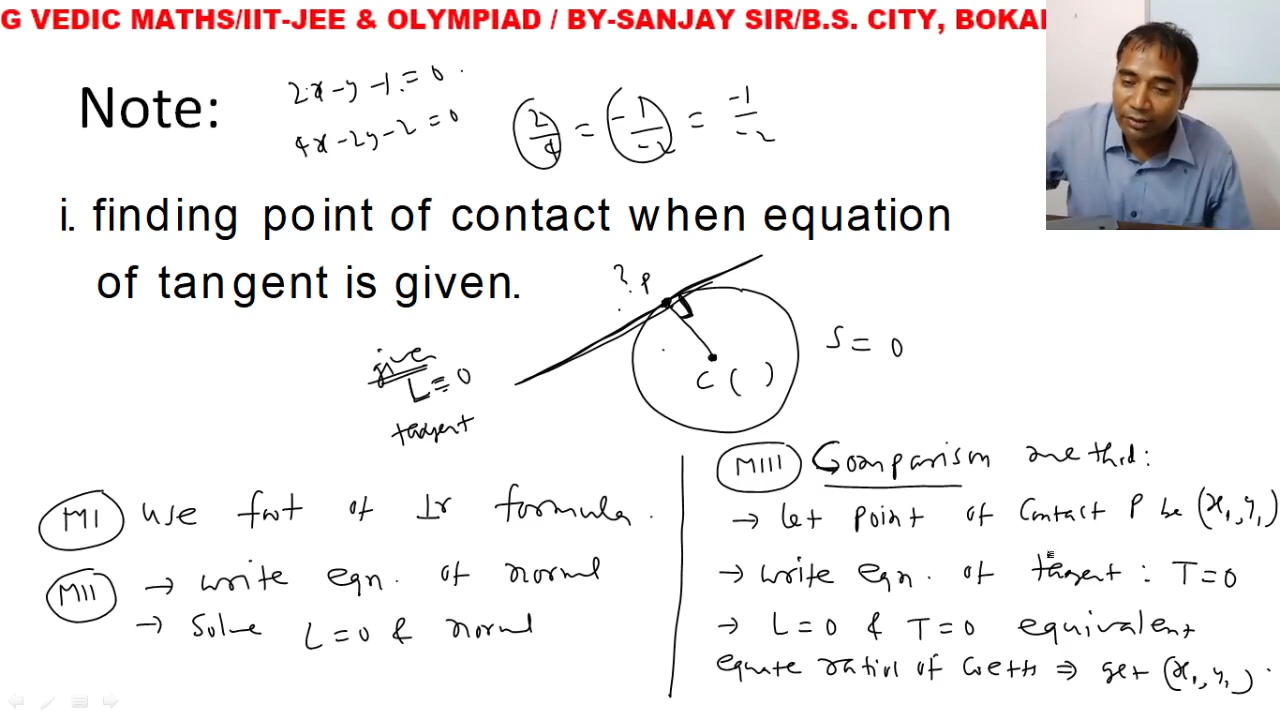 G VEDIC MATHS/IIT-JEE & OLYMPIAD / BY-SANJAY SIR/B.S. CITY, BOKAR
Note:
2x-y-1=0
4x-2y-2=0
2/4 = -1/-2 = -1/-2
i. finding point of contact when equation
of tangent is given.
? P
given
L=0
tangent
C ( )
S=0
MI use foot of ⊥r formula.
MII → write eqn. of normal
→ Solve L=0 & normal
MIII Comparism method:
→ let point of Contact P be (x₁,y₁)
→ write eqn. of tangent: T=0
→ L=0 & T=0 equivalent
equate ratio of coeffs ⇒ get (x₁,y₁).